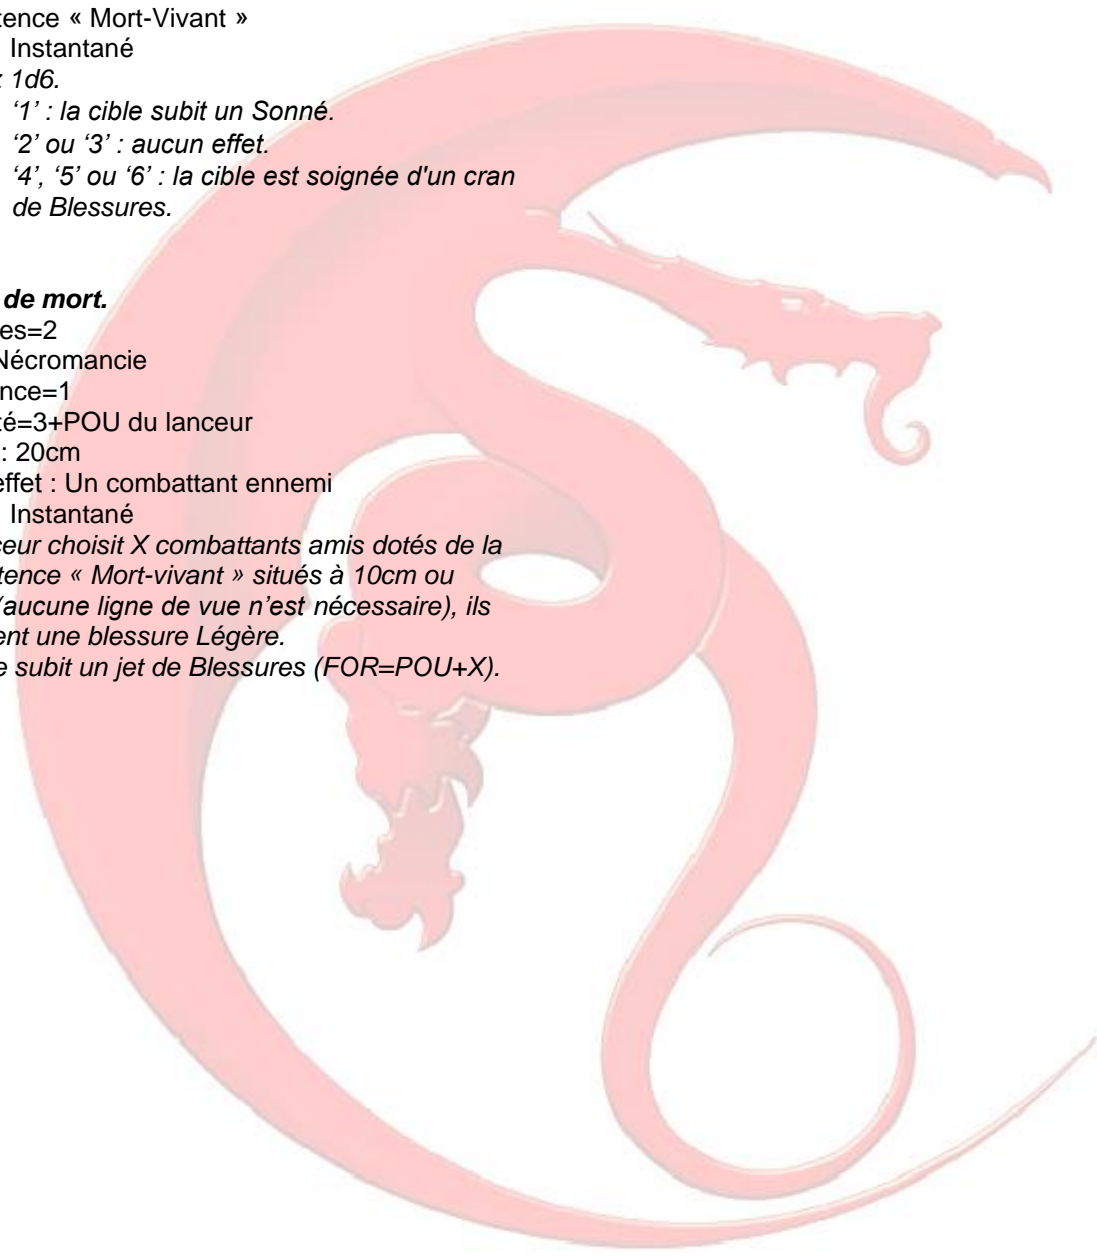 tence « Mort-Vivant »
Instantané
: 1d6.
‘1’ : la cible subit un Sonné.
‘2’ ou ‘3’ : aucun effet.
‘4’, ‘5’ ou ‘6’ : la cible est soignée d'un cran
de Blessures.
de mort.
es=2
Nécromancie
nce=1
té=3+POU du lanceur
: 20cm
effet : Un combattant ennemi
Instantané
eur choisit X combattants amis dotés de la
tence « Mort-vivant » situés à 10cm ou
(aucune ligne de vue n’est nécessaire), ils
ent une blessure Légère.
e subit un jet de Blessures (FOR=POU+X).